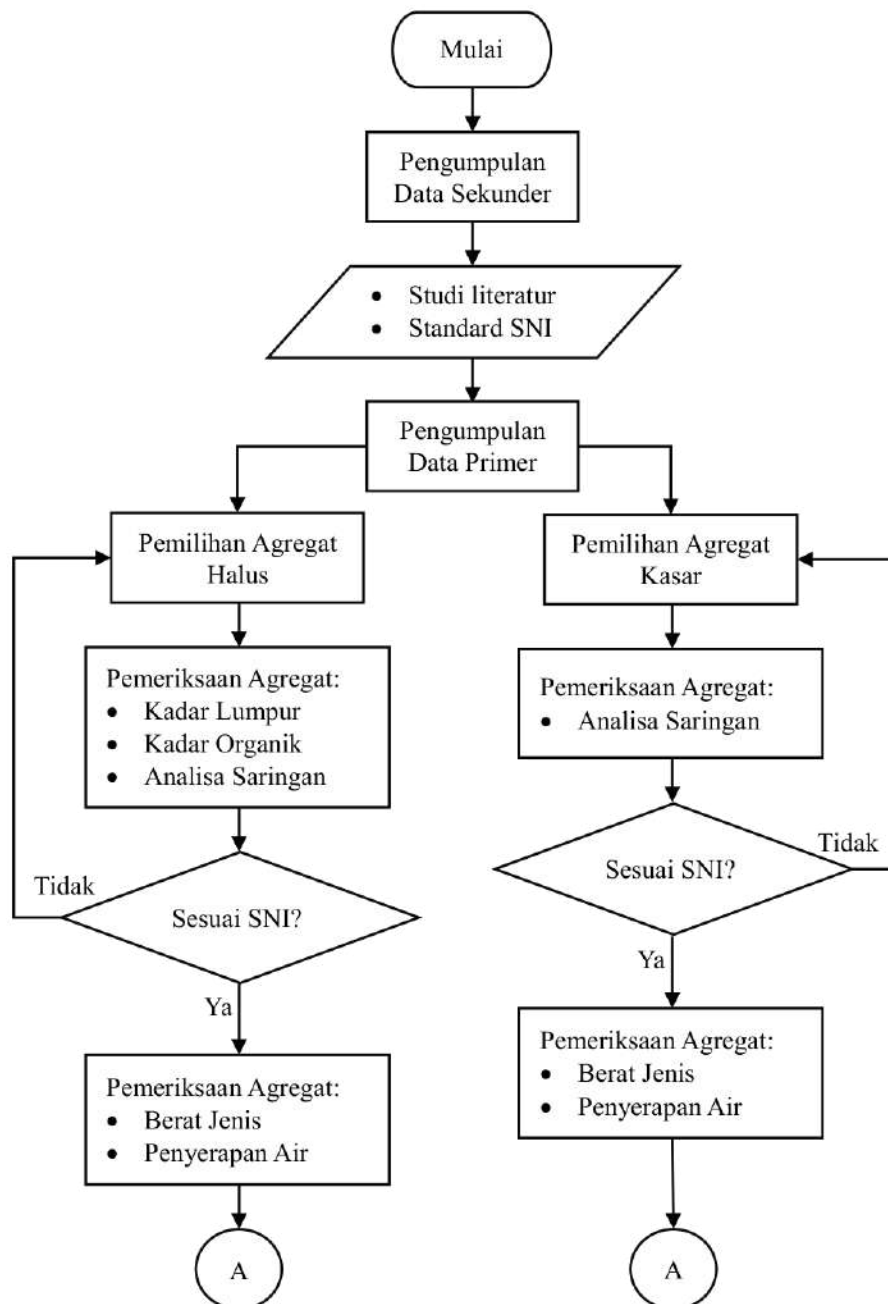 Mulai
Pengumpulan
Data Sekunder
• Studi literatur
• Standard SNI
Pengumpulan
Data Primer
Pemilihan Agregat
Halus
Pemeriksaan Agregat:
• Kadar Lumpur
• Kadar Organik
• Analisa Saringan
Tidak
Sesuai SNI?
Ya
Pemeriksaan Agregat:
• Berat Jenis
• Penyerapan Air
A
Pemilihan Agregat
Kasar
Pemeriksaan Agregat:
• Analisa Saringan
Tidak
Sesuai SNI?
Ya
Pemeriksaan Agregat:
• Berat Jenis
• Penyerapan Air
A